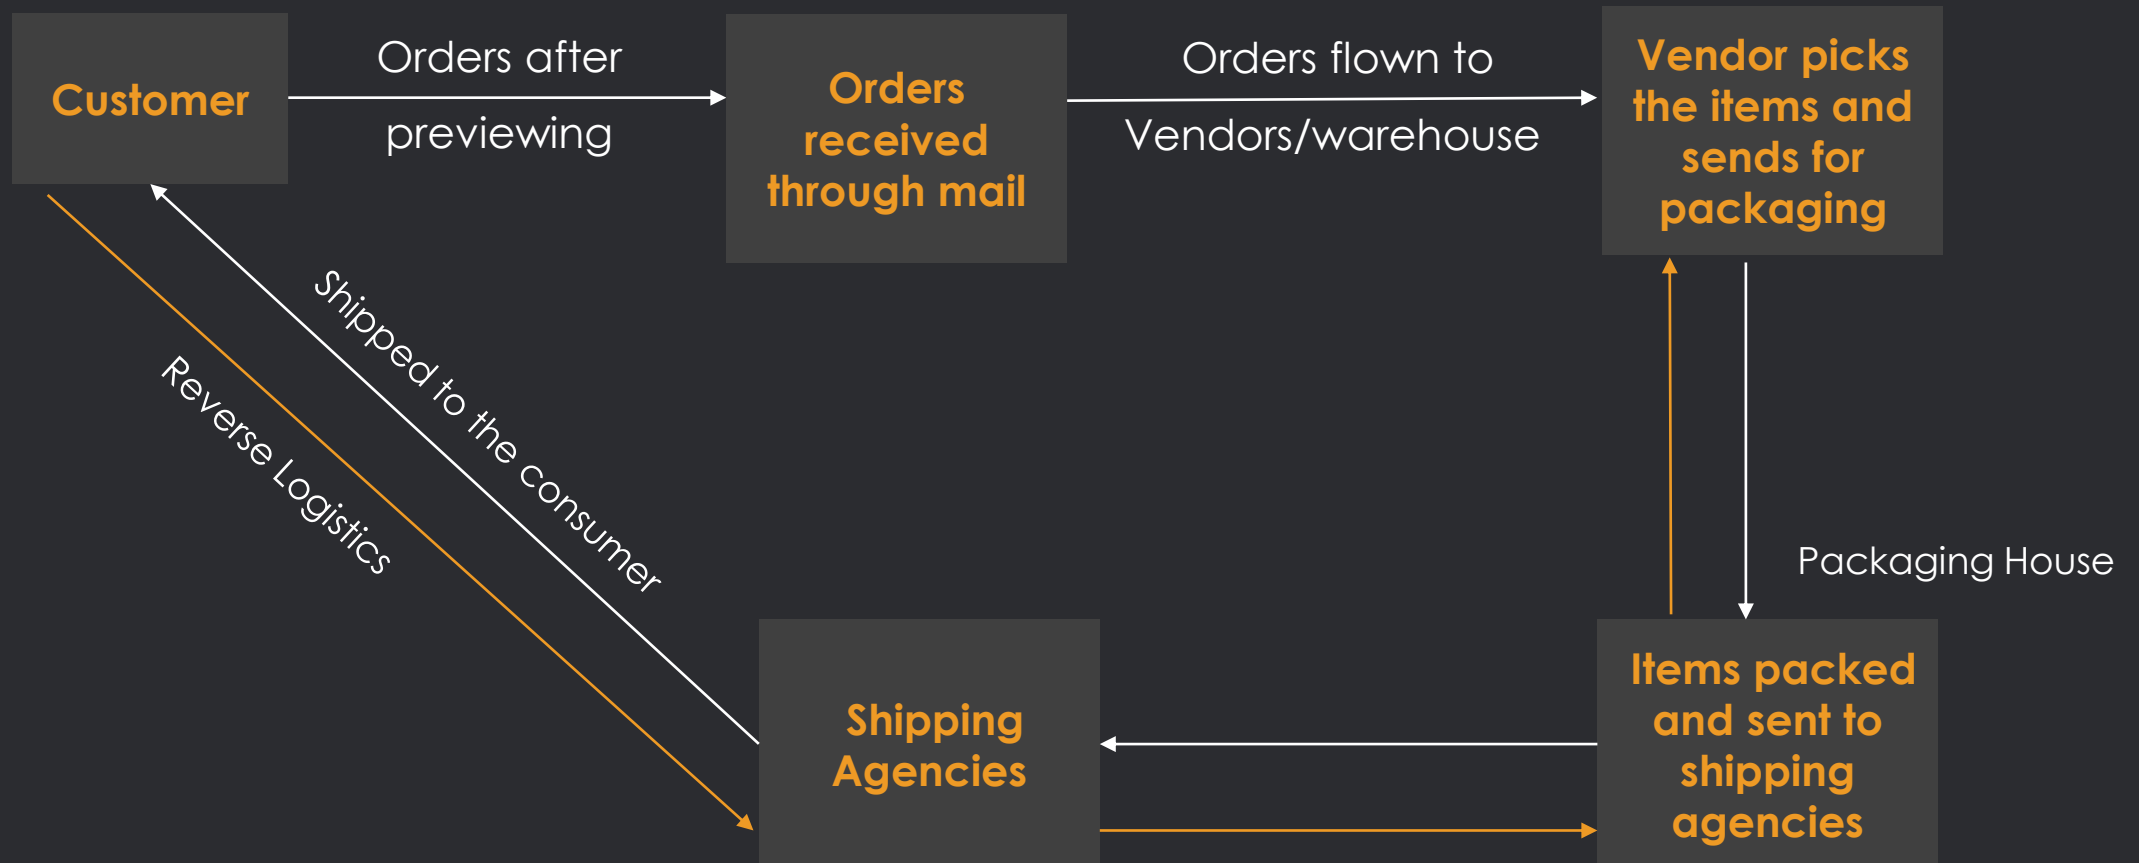 Customer
Orders after
previewing
Orders
received
through mail
Orders flown to
Vendors/warehouse
Vendor picks
the items and
sends for
packaging
Shipped to the consumer
Reverse Logistics
Packaging House
Shipping
Agencies
Items packed
and sent to
shipping
agencies